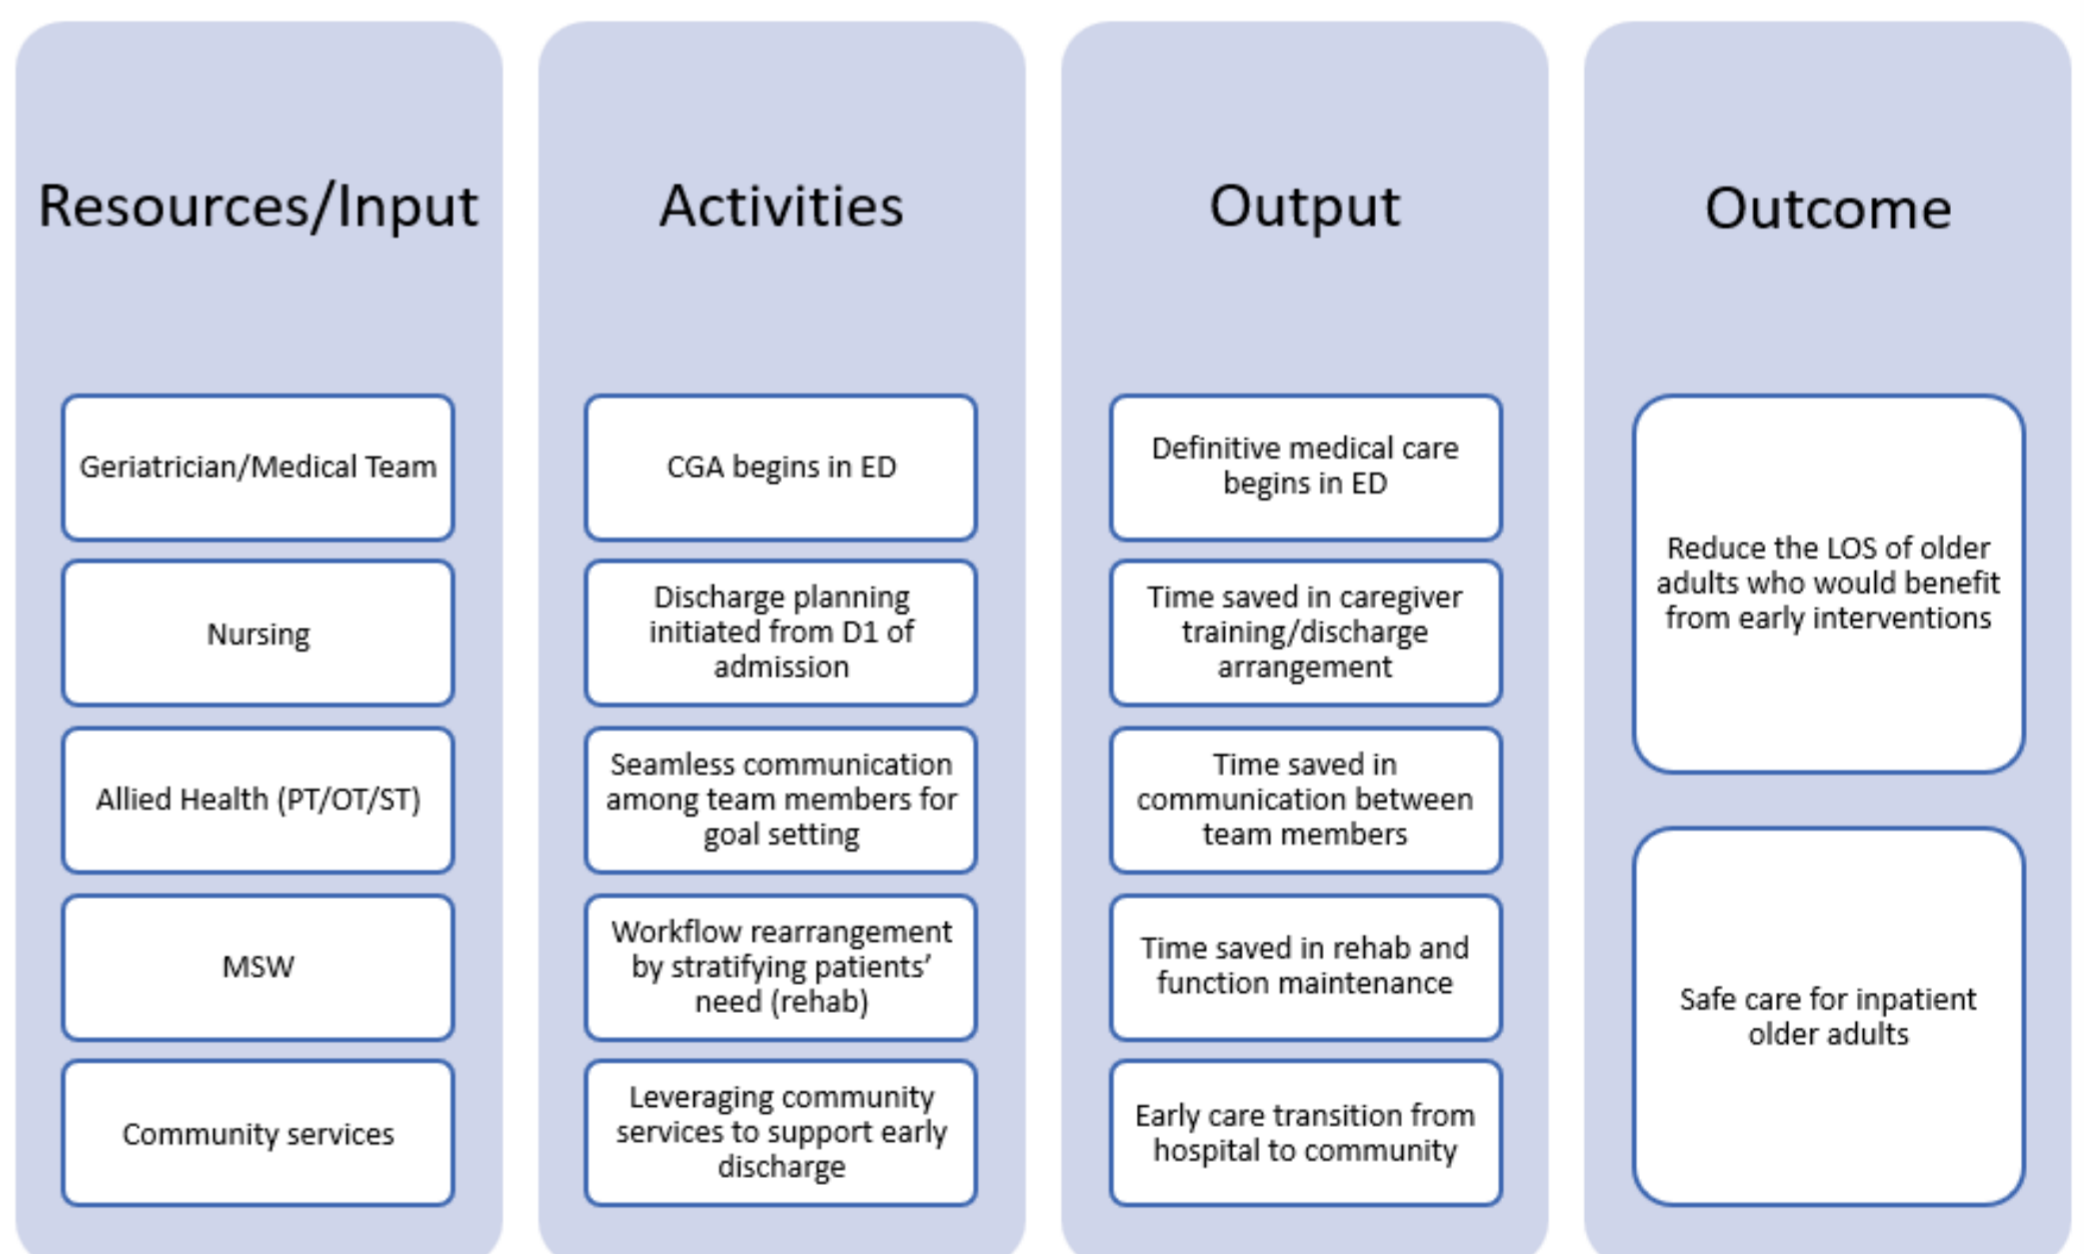 Resources/Input
Geriatrician/Medical Team
Nursing
Allied Health (PT/OT/ST)
MSW
Community services
Activities
CGA begins in ED
Discharge planning
initiated from D1 of
admission
Seamless communication
among team members for
goal setting
Workflow rearrangement
by stratifying patients’
need (rehab)
Leveraging community
services to support early
discharge
Output
Definitive medical care
begins in ED
Time saved in caregiver
training/discharge
arrangement
Time saved in
communication between
team members
Time saved in rehab and
function maintenance
Early care transition from
hospital to community
Outcome
Reduce the LOS of older
adults who would benefit
from early interventions
Safe care for inpatient
older adults